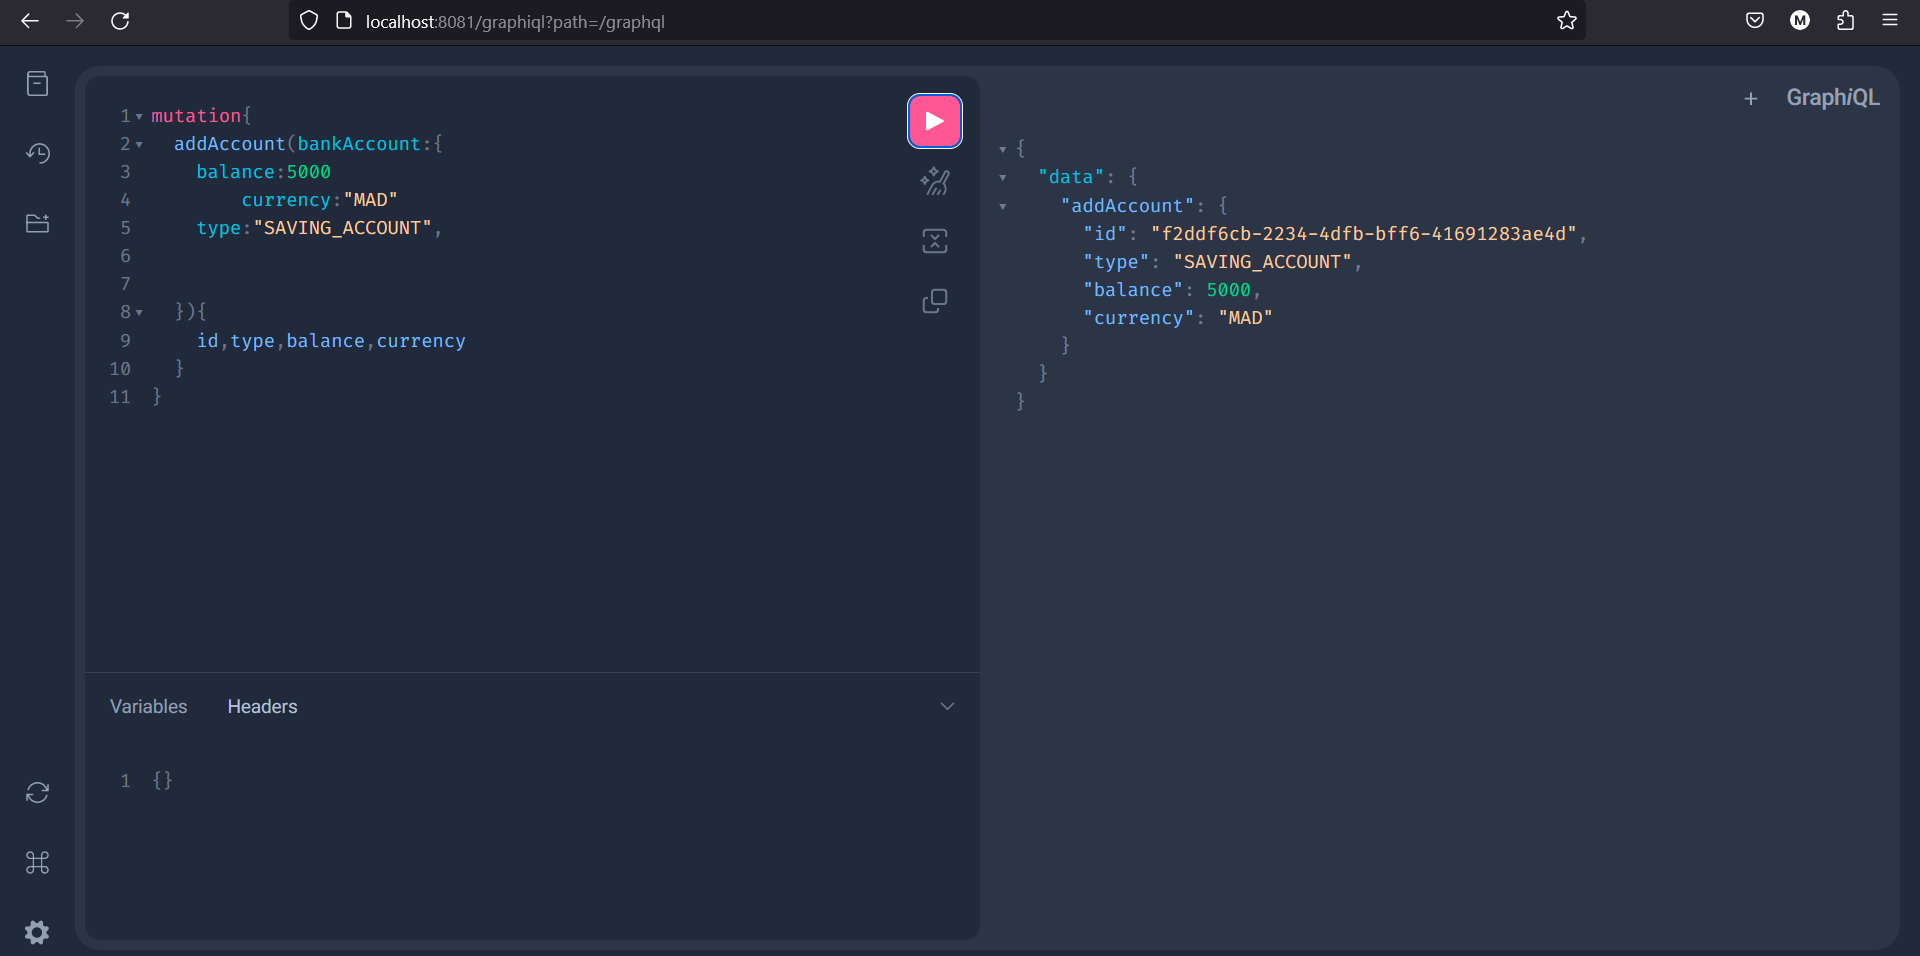 localhost:8081/graphiql?path=/graphql
M
1 mutation{
2 addAccount(bankAccount:{
3 balance:5000
4 currency:"MAD"
5 type:"SAVING_ACCOUNT",
6
7
8 }){
9 id,type,balance,currency
10 }
11 }
Variables Headers
1 {}
+ GraphiQL
{
"data": {
"addAccount": {
"id": "f2ddf6cb-2234-4dfb-bff6-41691283ae4d",
"type": "SAVING_ACCOUNT",
"balance": 5000,
"currency": "MAD"
}
}
}